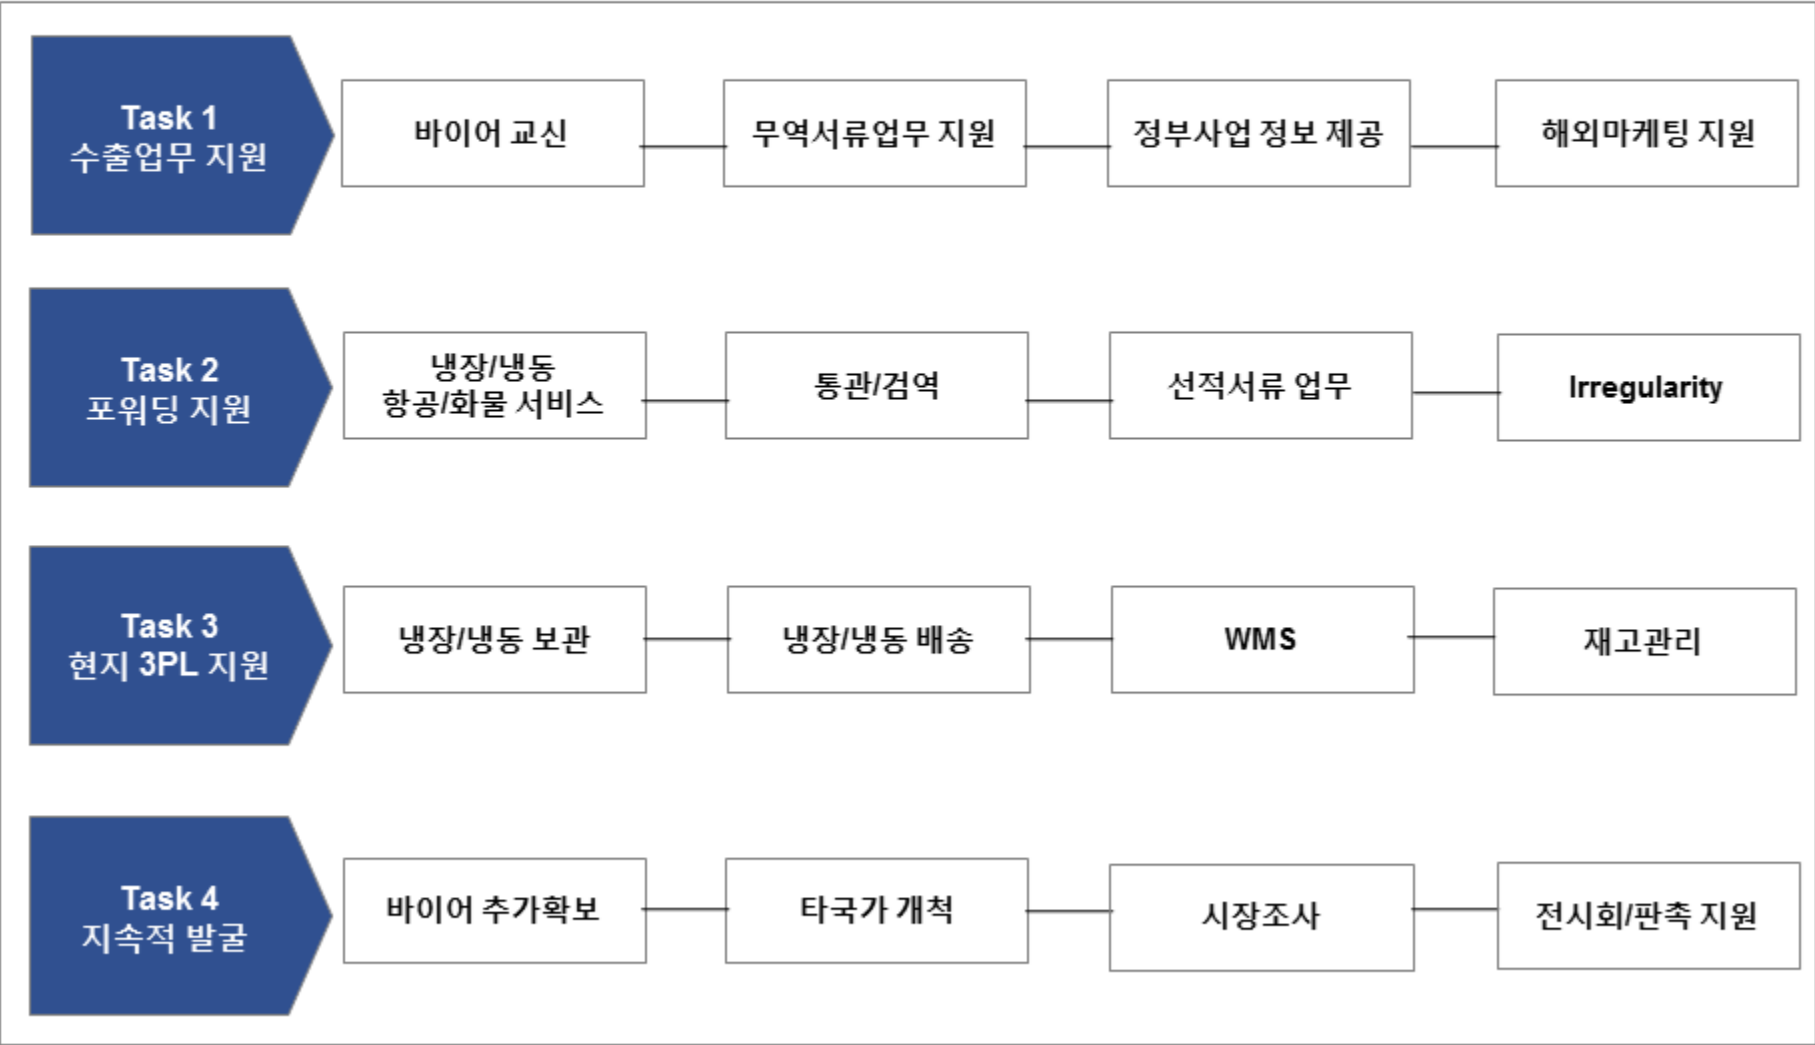 Task 1
수출업무 지원
바이어 교신
무역서류업무 지원
정부사업 정보 제공
해외마케팅 지원
Task 2
포워딩 지원
냉장/냉동
항공/화물 서비스
통관/검역
선적서류 업무
Irregularity
Task 3
현지 3PL 지원
냉장/냉동 보관
냉장/냉동 배송
WMS
재고관리
Task 4
지속적 발굴
바이어 추가확보
타국가 개척
시장조사
전시회/판촉 지원